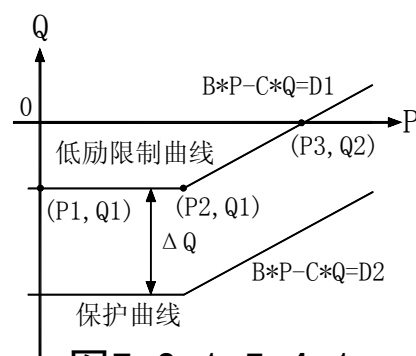 Q
B*P-C*Q=D1
0
P
低励限制曲线
(P3, Q2)
(P1, Q1)
(P2, Q1)
ΔQ
B*P-C*Q=D2
保护曲线